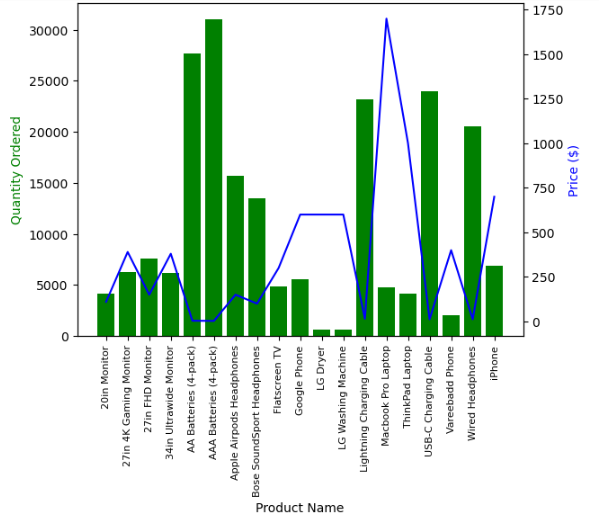 30000
25000
20000
15000
10000
5000
0
Quantity Ordered
1750
1500
1250
1000
750
500
250
0
Price ($)
20in Monitor
27in 4K Gaming Monitor
27in FHD Monitor
34in Ultrawide Monitor
AA Batteries (4-pack)
AAA Batteries (4-pack)
Apple Airpods Headphones
Bose SoundSport Headphones
Flatscreen TV
Google Phone
LG Dryer
LG Washing Machine
Lightning Charging Cable
Macbook Pro Laptop
ThinkPad Laptop
USB-C Charging Cable
Vareebadd Phone
Wired Headphones
iPhone
Product Name